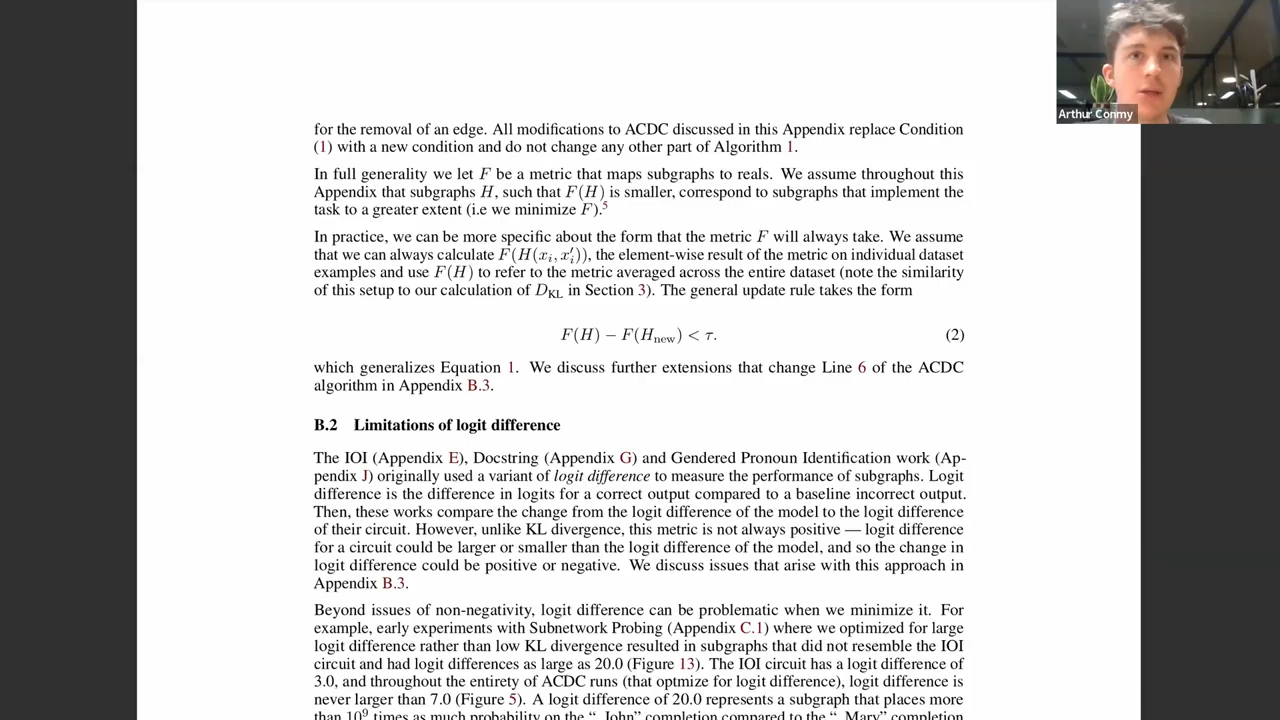 Arthur Conmy
for the removal of an edge. All modifications to ACDC discussed in this Appendix replace Condition
(1) with a new condition and do not change any other part of Algorithm 1.
In full generality we let F be a metric that maps subgraphs to reals. We assume throughout this
Appendix that subgraphs H, such that F(H) is smaller, correspond to subgraphs that implement the
task to a greater extent (i.e we minimize F).⁵
In practice, we can be more specific about the form that the metric F will always take. We assume
that we can always calculate F(H(xᵢ, x′ᵢ)), the element-wise result of the metric on individual dataset
examples and use F(H) to refer to the metric averaged across the entire dataset (note the similarity
of this setup to our calculation of D_KL in Section 3). The general update rule takes the form
F(H) − F(H_new) < τ. (2)
which generalizes Equation 1. We discuss further extensions that change Line 6 of the ACDC
algorithm in Appendix B.3.
B.2 Limitations of logit difference
The IOI (Appendix E), Docstring (Appendix G) and Gendered Pronoun Identification work (Ap-
pendix J) originally used a variant of logit difference to measure the performance of subgraphs. Logit
difference is the difference in logits for a correct output compared to a baseline incorrect output.
Then, these works compare the change from the logit difference of the model to the logit difference
of their circuit. However, unlike KL divergence, this metric is not always positive — logit difference
for a circuit could be larger or smaller than the logit difference of the model, and so the change in
logit difference could be positive or negative. We discuss issues that arise with this approach in
Appendix B.3.
Beyond issues of non-negativity, logit difference can be problematic when we minimize it. For
example, early experiments with Subnetwork Probing (Appendix C.1) where we optimized for large
logit difference rather than low KL divergence resulted in subgraphs that did not resemble the IOI
circuit and had logit differences as large as 20.0 (Figure 13). The IOI circuit has a logit difference of
3.0, and throughout the entirety of ACDC runs (that optmize for logit difference), logit difference is
never larger than 7.0 (Figure 5). A logit difference of 20.0 represents a subgraph that places more
than 10⁹ times as much probability on the “ John” completion compared to the “ Mary” completion